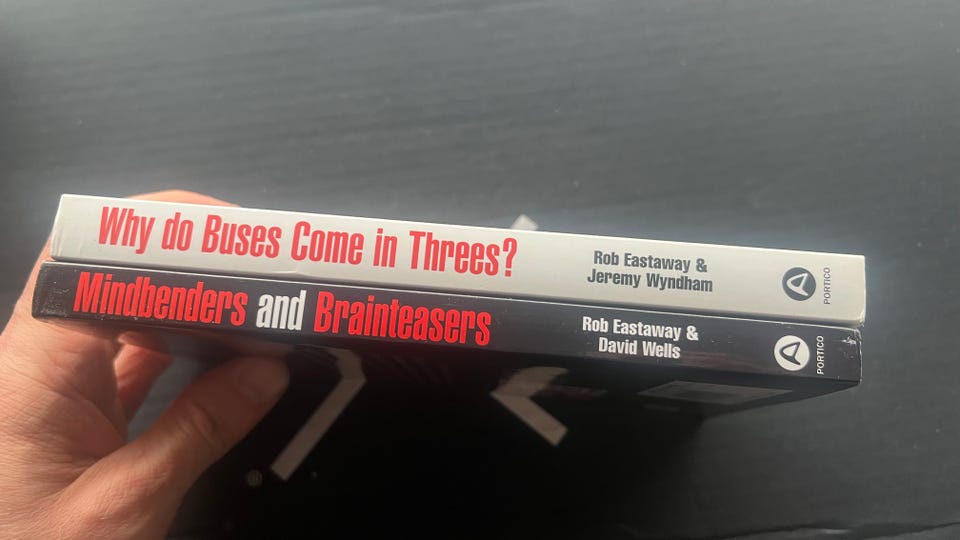 Why do Buses Come in Threes?
Rob Eastaway &
Jeremy Wyndham
PORTICO
Mindbenders and Brainteasers
Rob Eastaway &
David Wells
PORTICO